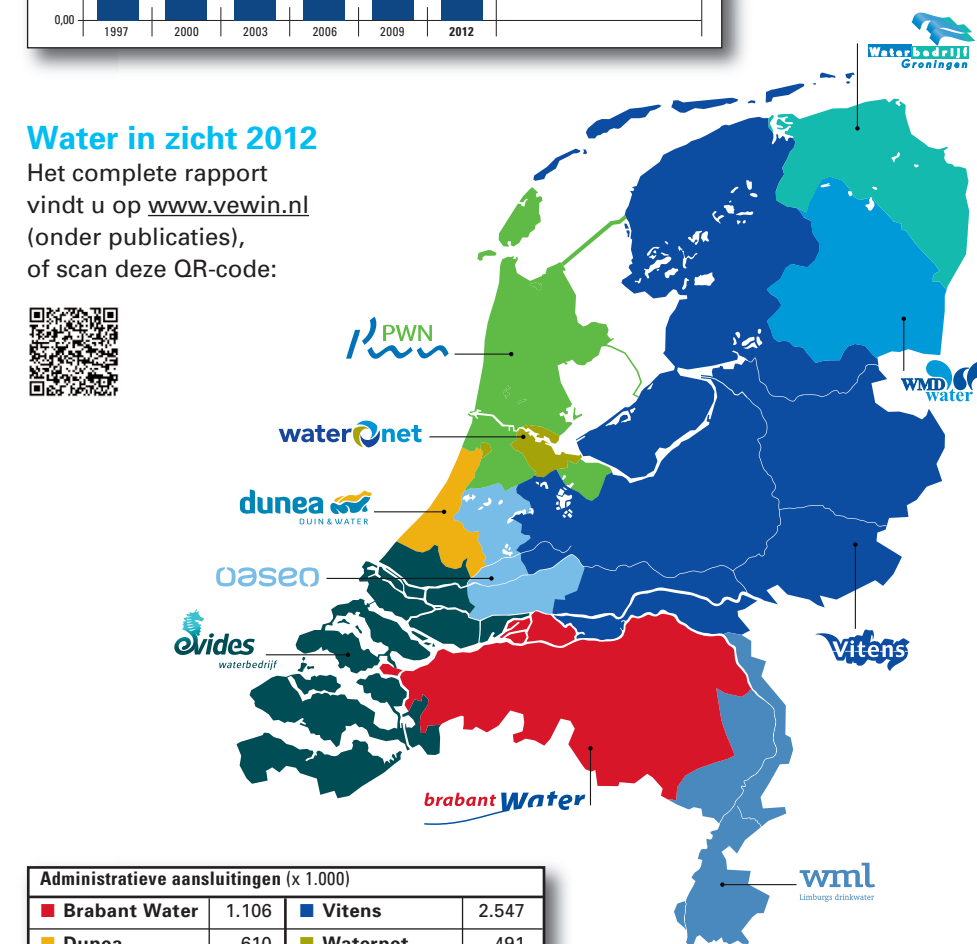 0,00
1997 2000 2003 2006 2009 2012
Waterbedrijf
Groningen
Water in zicht 2012
Het complete rapport
vindt u op www.vewin.nl
(onder publicaties),
of scan deze QR-code:
PWN
WMD
water
waternet
dunea
DUIN & WATER
oasen
evides
waterbedrijf
Vitens
brabant Water
wml
Limburgs drinkwater
Administratieve aansluitingen (x 1.000)
Brabant Water 1.106 Vitens 2.547
Dunea 610 Waternet 491